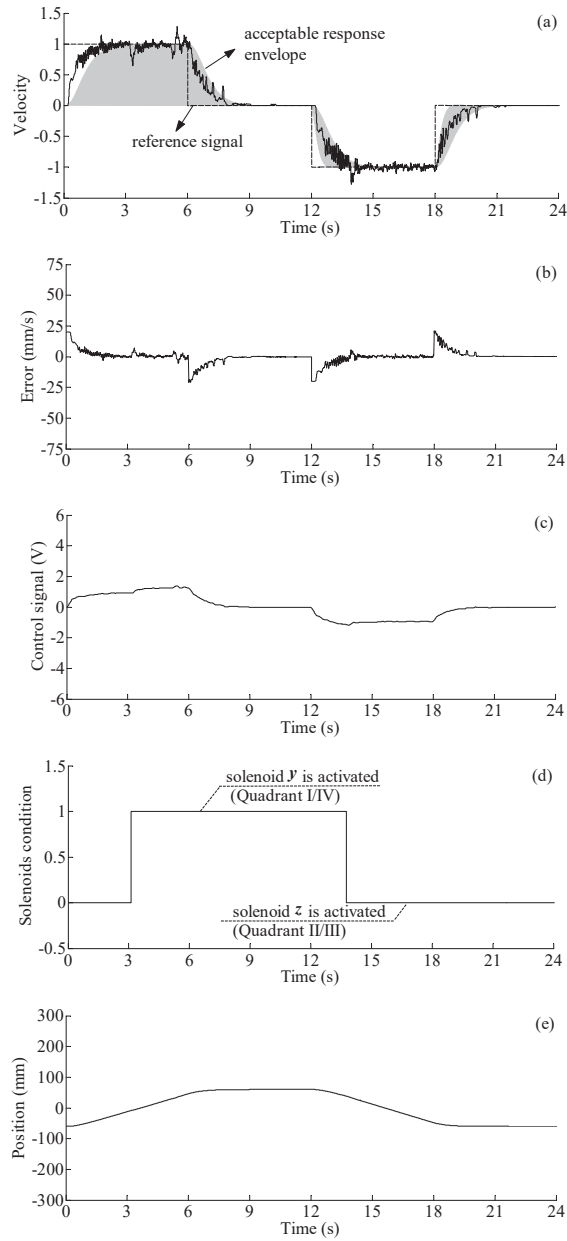 (a)
1.5
1
0.5
0
-0.5
-1
-1.5
Velocity
acceptable response
envelope
reference signal
0 3 6 9 12 15 18 21 24
Time (s)
(b)
75
50
25
0
-25
-50
-75
Error (mm/s)
0 3 6 9 12 15 18 21 24
Time (s)
(c)
6
4
2
0
-2
-4
-6
Control signal (V)
0 3 6 9 12 15 18 21 24
Time (s)
(d)
1.5
1
0.5
0
-0.5
Solenoids condition
solenoid y is activated
(Quadrant I/IV)
solenoid z is activated
(Quadrant II/III)
0 3 6 9 12 15 18 21 24
Time (s)
(e)
300
200
100
0
-100
-200
-300
Position (mm)
0 3 6 9 12 15 18 21 24
Time (s)